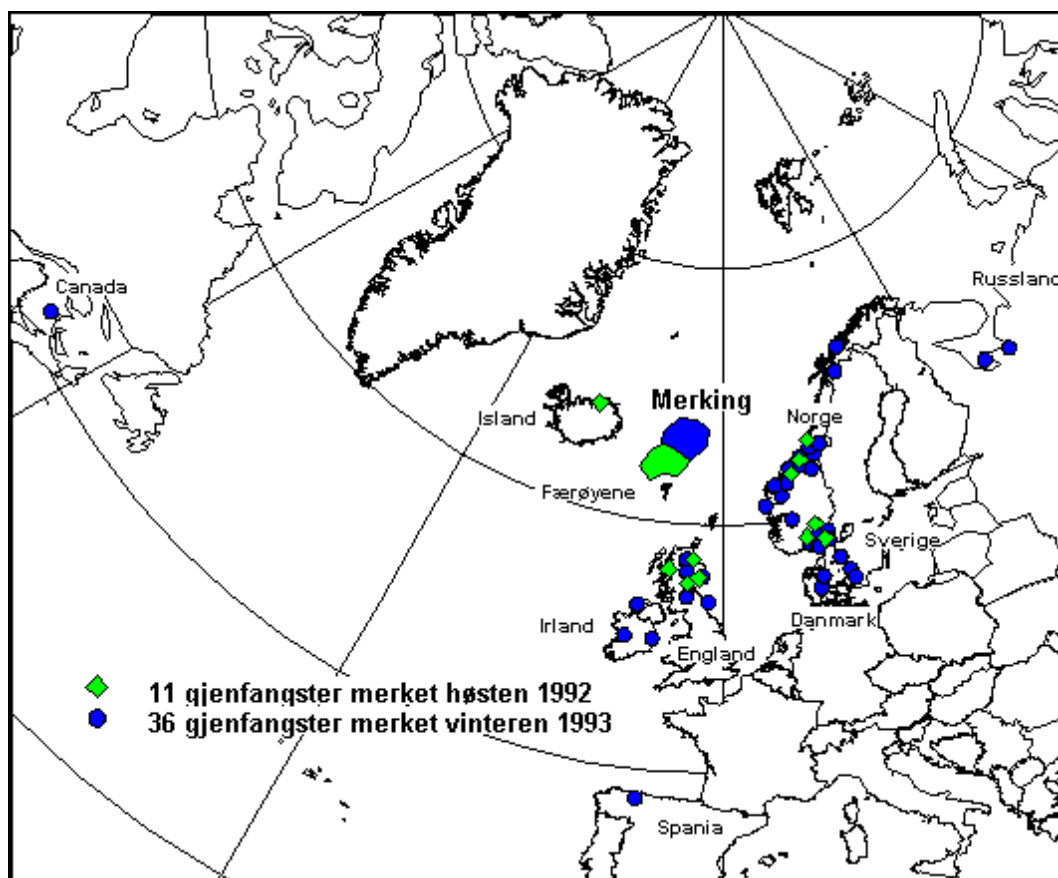 Canada
Russland
Merking
Island
Norge
Færøyene
Sverige
Danmark
Irland
England
11 gjenfangster merket høsten 1992
36 gjenfangster merket vinteren 1993
Spania